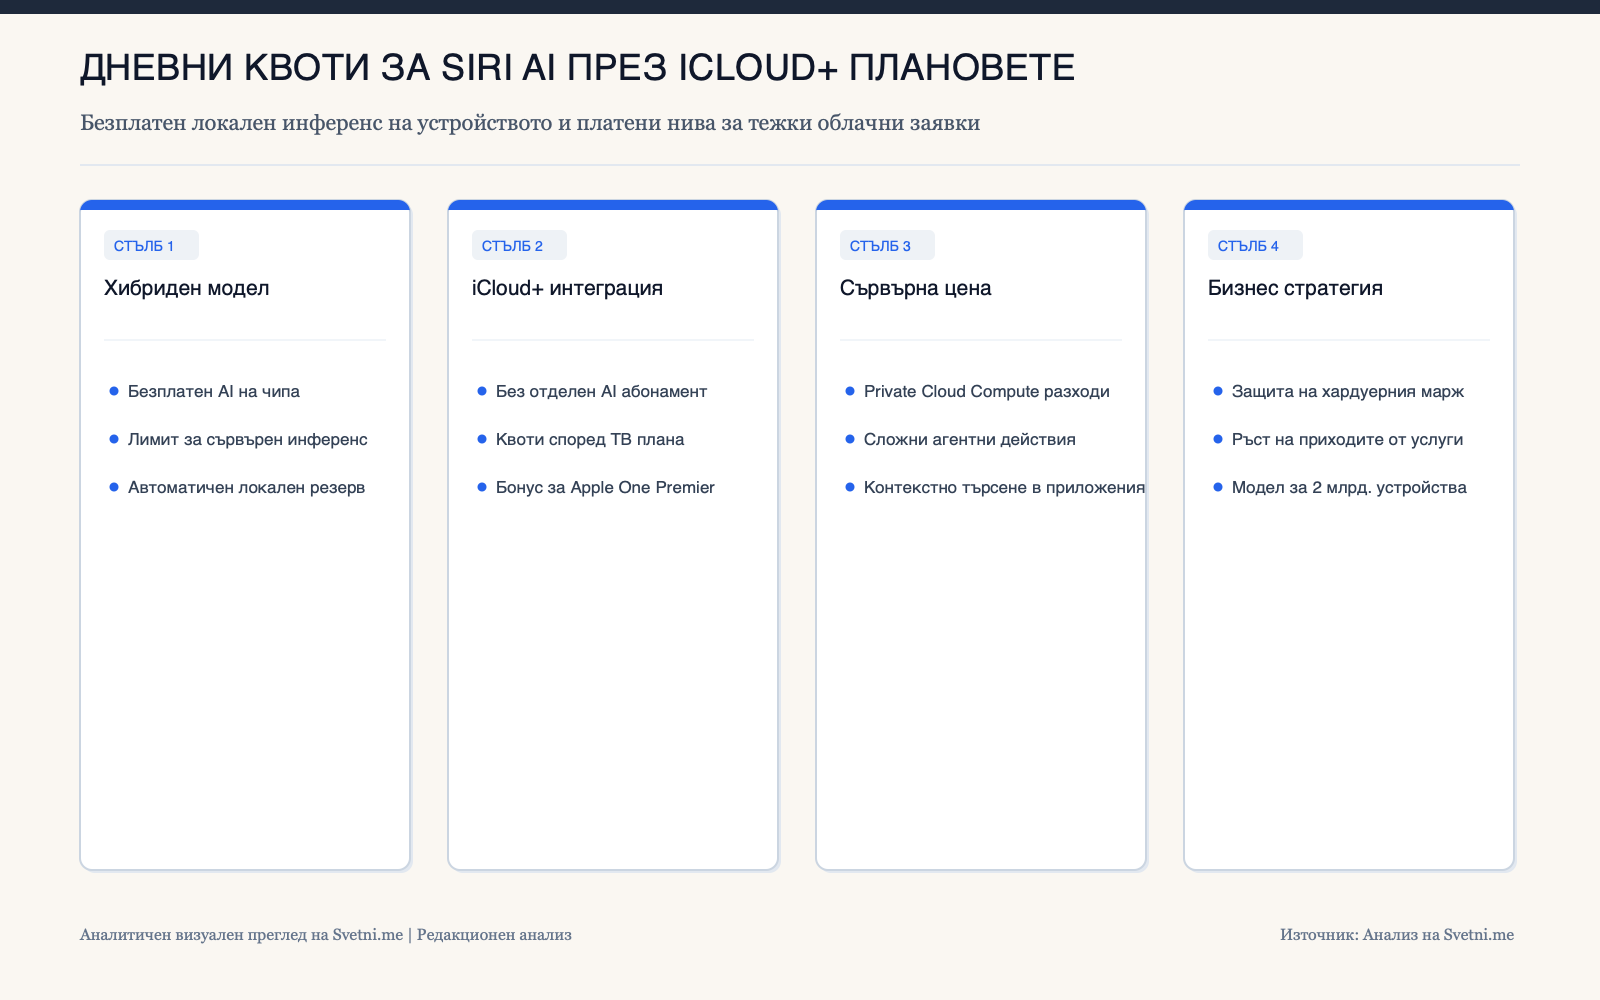 ДНЕВНИ КВОТИ ЗА SIRI AI ПРЕЗ ICLOUD+ ПЛАНОВЕТЕ
Безплатен локален инференс на устройството и платени нива за тежки облачни заявки
СТЪЛБ 1
Хибриден модел
Безплатен AI на чипа
Лимит за сървърен инференс
Автоматичен локален резерв
СТЪЛБ 2
iCloud+ интеграция
Без отделен AI абонамент
Квоти според TB плана
Бонус за Apple One Premier
СТЪЛБ 3
Сървърна цена
Private Cloud Compute разходи
Сложни агентни действия
Контекстно търсене в приложения
СТЪЛБ 4
Бизнес стратегия
Защита на хардуерния марж
Ръст на приходите от услуги
Модел за 2 млрд. устройства
Аналитичен визуален преглед на Svetni.me | Редакционен анализ
Източник: Анализ на Svetni.me